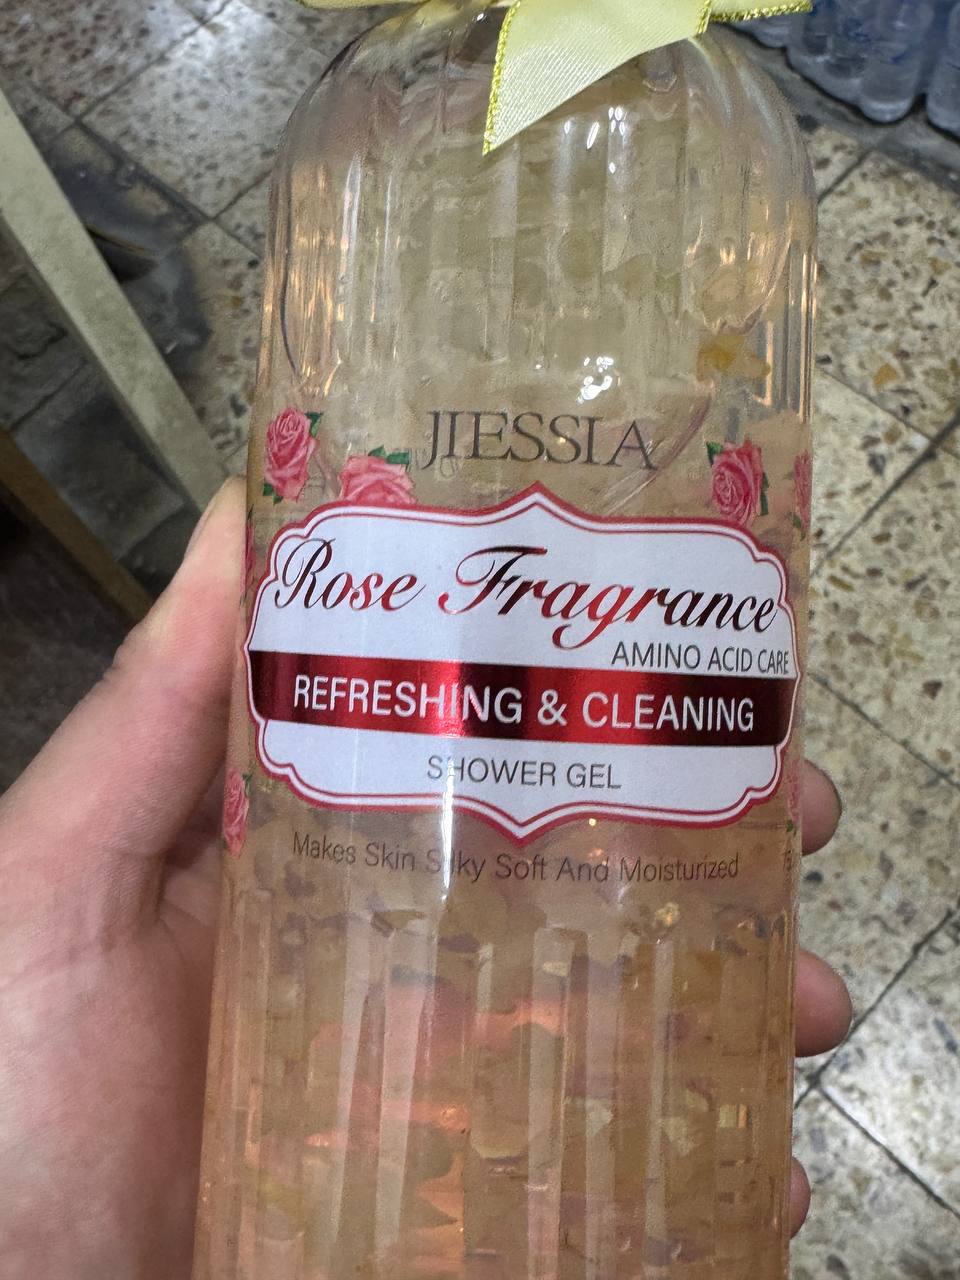 JIESSIA
Rose Fragrance
AMINO ACID CARE
REFRESHING & CLEANING
SHOWER GEL
Makes Skin Silky Soft And Moisturized